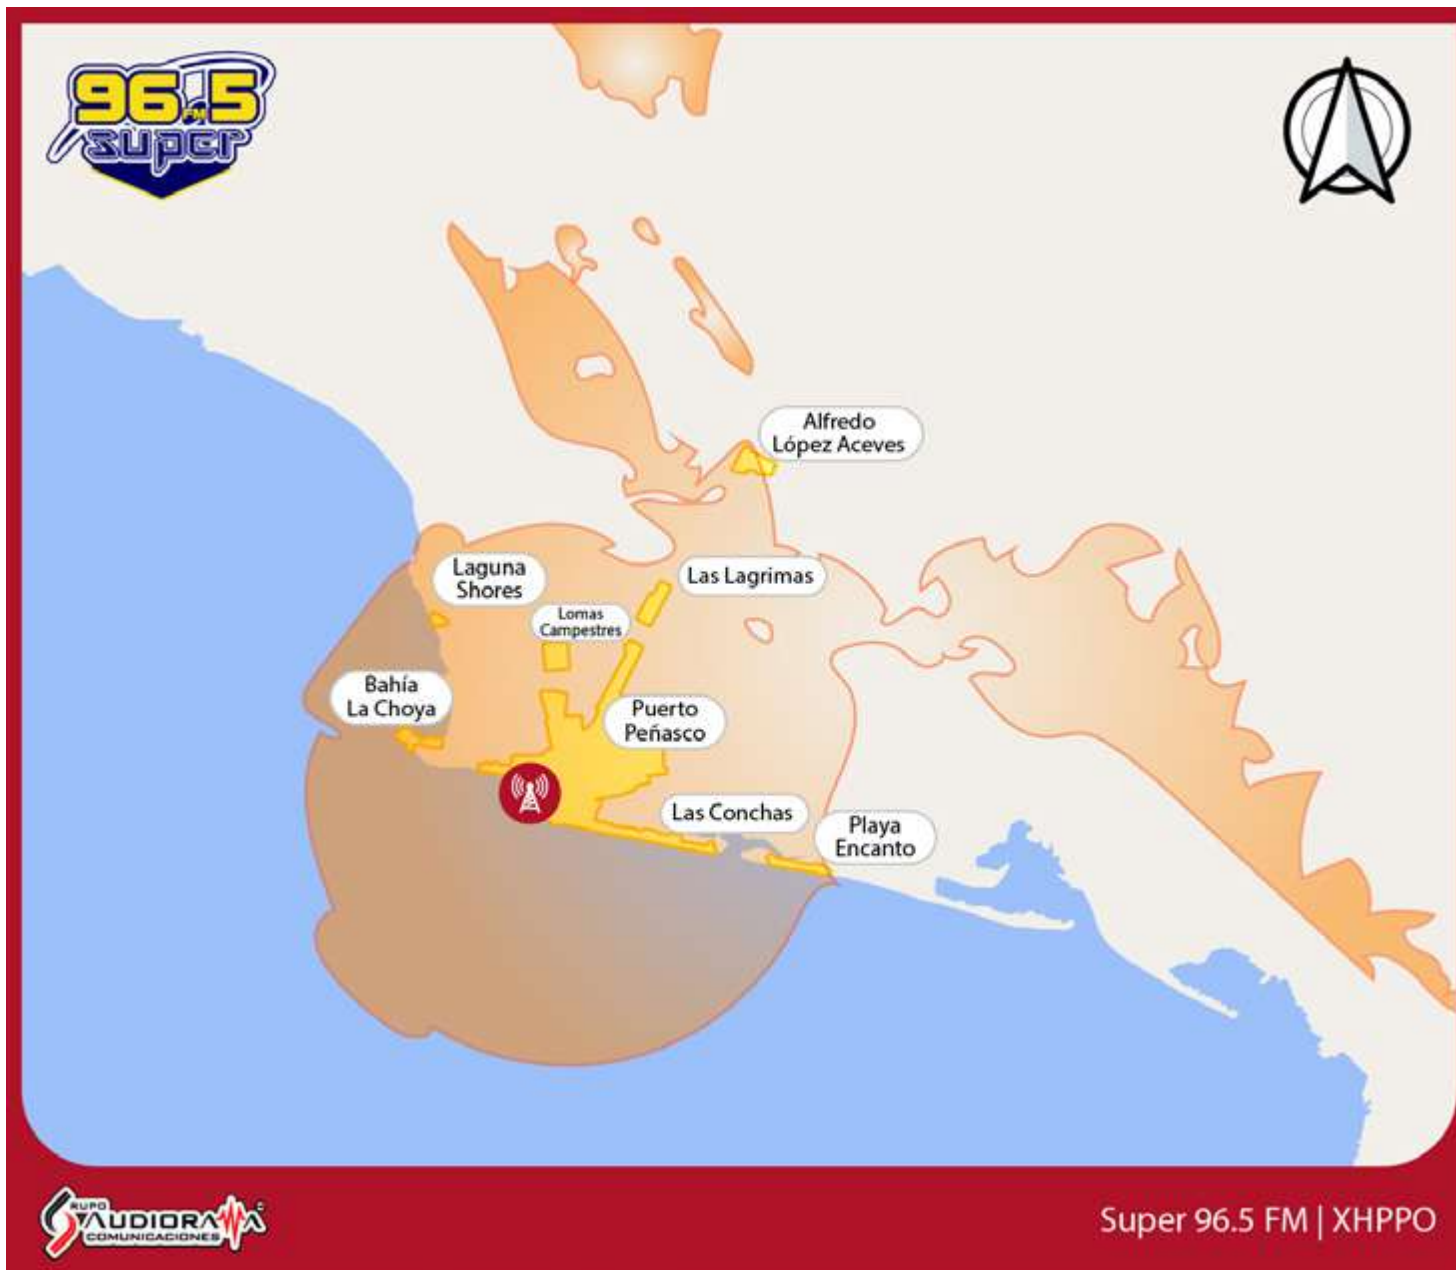 96.5
FM
super
Alfredo
López Aceves
Laguna
Shores
Las Lagrimas
Lomas
Campestres
Bahía
La Choya
Puerto
Peñasco
Las Conchas
Playa
Encanto
GRUPO
AUDIORAMA
COMUNICACIONES
Super 96.5 FM | XHPPO